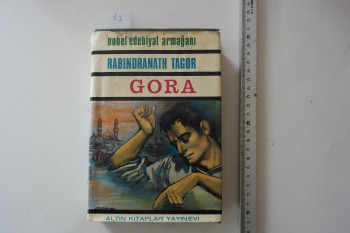 nobel edebiyat armağanı
RABINDRANATH TAGOR
GORA
ALTIN KİTAPLAR YAYINEVİ